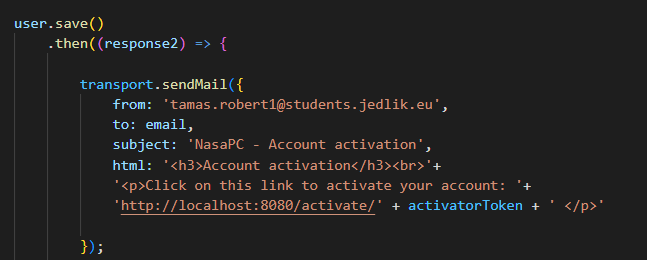 user.save()
.then((response2) => {
transport.sendMail({
from: 'tamas.robert1@students.jedlik.eu',
to: email,
subject: 'NasaPC - Account activation',
html: '<h3>Account activation</h3><br>'+
'<p>Click on this link to activate your account: '+
'http://localhost:8080/activate/' + activatorToken + ' </p>'
});